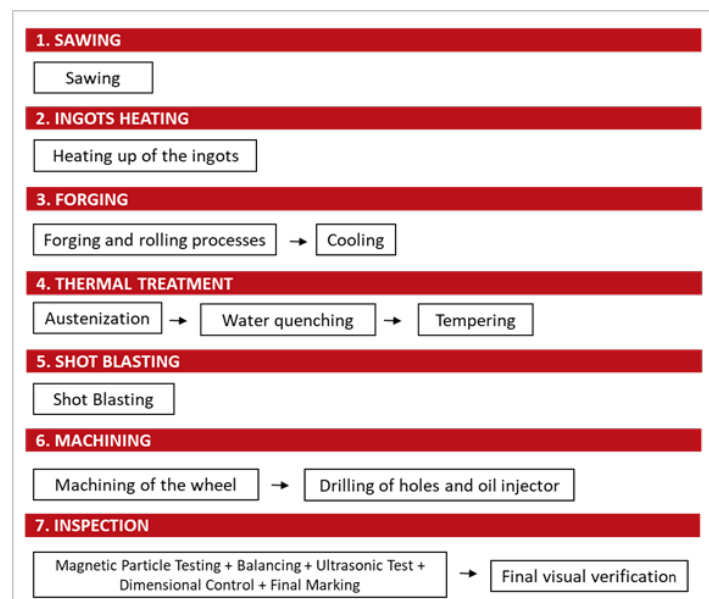 1. SAWING
Sawing
2. INGOTS HEATING
Heating up of the ingots
3. FORGING
Forging and rolling processes
Cooling
4. THERMAL TREATMENT
Austenization
Water quenching
Tempering
5. SHOT BLASTING
Shot Blasting
6. MACHINING
Machining of the wheel
Drilling of holes and oil injector
7. INSPECTION
Magnetic Particle Testing + Balancing + Ultrasonic Test +
Dimensional Control + Final Marking
Final visual verification